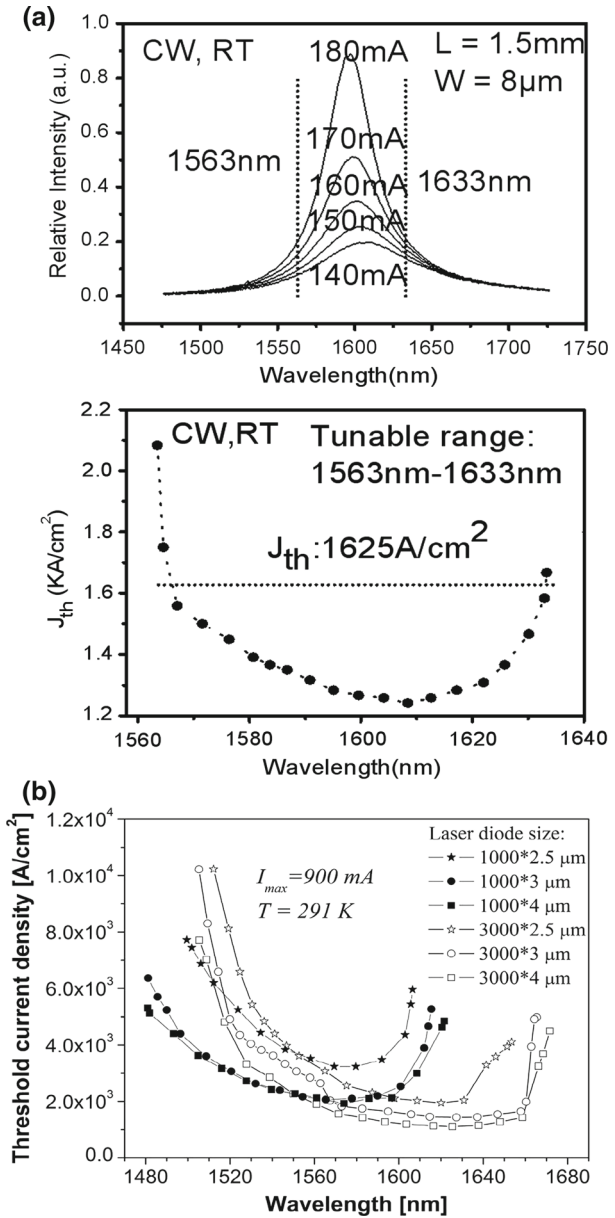 (a)
CW, RT
180mA
L = 1.5mm
W = 8μm
170mA
1563nm
160mA
1633nm
150mA
140mA
Relative Intensity (a.u.)
1.0
0.8
0.6
0.4
0.2
0.0
1450 1500 1550 1600 1650 1700 1750
Wavelength(nm)
CW,RT
Tunable range:
1563nm-1633nm
Jth:1625A/cm²
Jth (KA/cm²)
2.2
2.0
1.8
1.6
1.4
1.2
1560 1580 1600 1620 1640
Wavelength(nm)
(b)
Threshold current density [A/cm²]
1.2x10⁴
1.0x10⁴
8.0x10³
6.0x10³
4.0x10³
2.0x10³
0.0
Imax=900 mA
T = 291 K
Laser diode size:
1000*2.5 μm
1000*3 μm
1000*4 μm
3000*2.5 μm
3000*3 μm
3000*4 μm
1480 1520 1560 1600 1640 1680
Wavelength [nm]